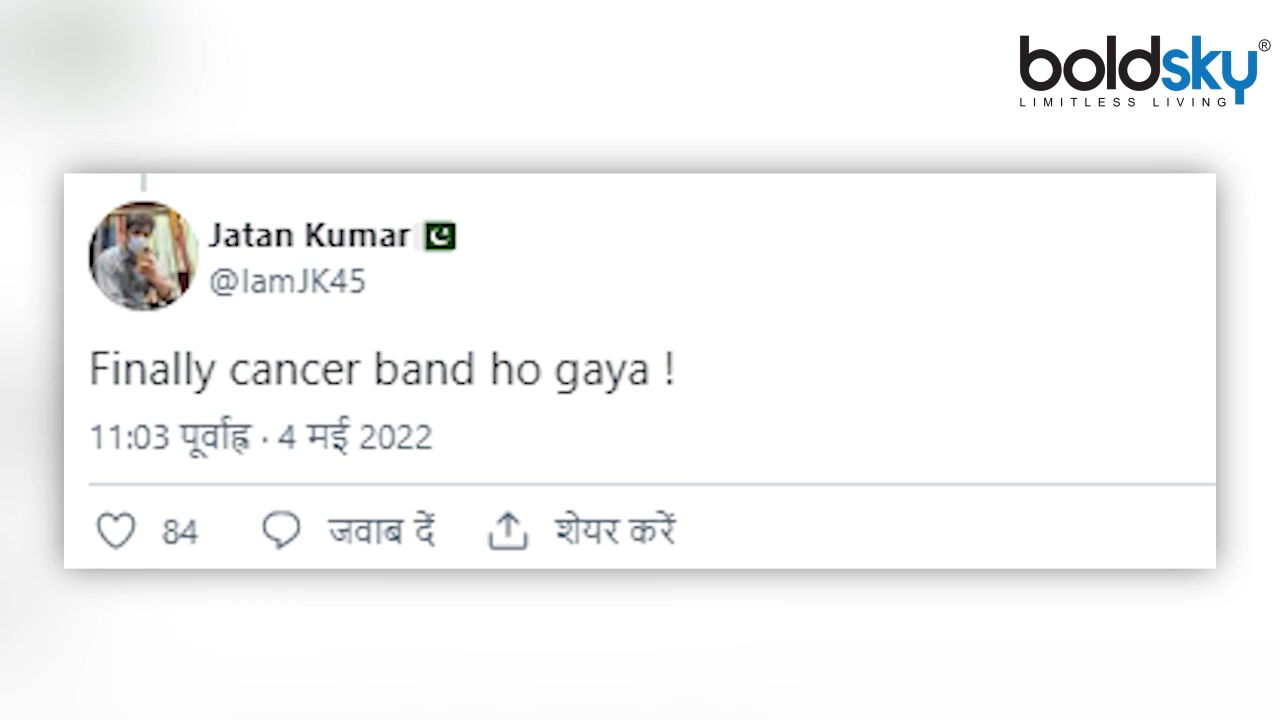 boldsky®
LIMITLESS LIVING
Jatan Kumar
@IamJK45
Finally cancer band ho gaya !
11:03 पूर्वाह्न · 4 मई 2022
84 जवाब दें शेयर करें